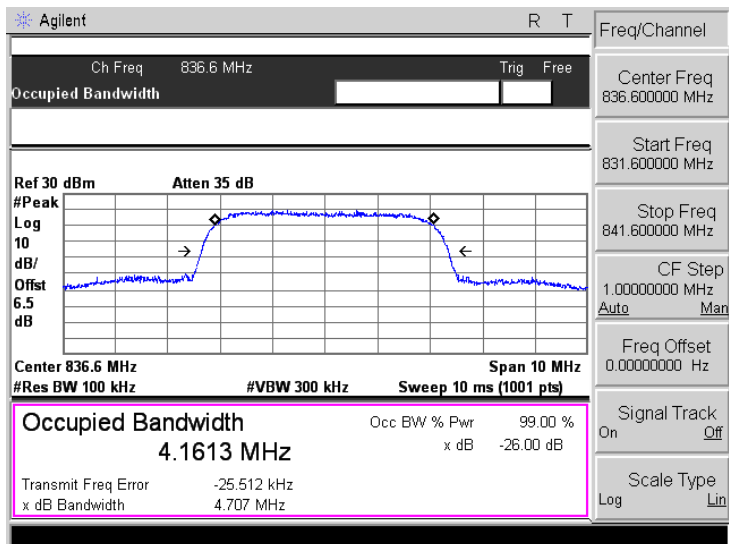 Agilent R T
Ch Freq 836.6 MHz Trig Free
Occupied Bandwidth
Ref 30 dBm Atten 35 dB
#Peak
Log
10
dB/
Offst
6.5
dB
Center 836.6 MHz Span 10 MHz
#Res BW 100 kHz #VBW 300 kHz Sweep 10 ms (1001 pts)
Occupied Bandwidth Occ BW % Pwr 99.00 %
4.1613 MHz x dB -26.00 dB
Transmit Freq Error -25.512 kHz
x dB Bandwidth 4.707 MHz
Freq/Channel
Center Freq
836.600000 MHz
Start Freq
831.600000 MHz
Stop Freq
841.600000 MHz
CF Step
1.00000000 MHz
Auto Man
Freq Offset
0.00000000 Hz
Signal Track
On Off
Scale Type
Log Lin